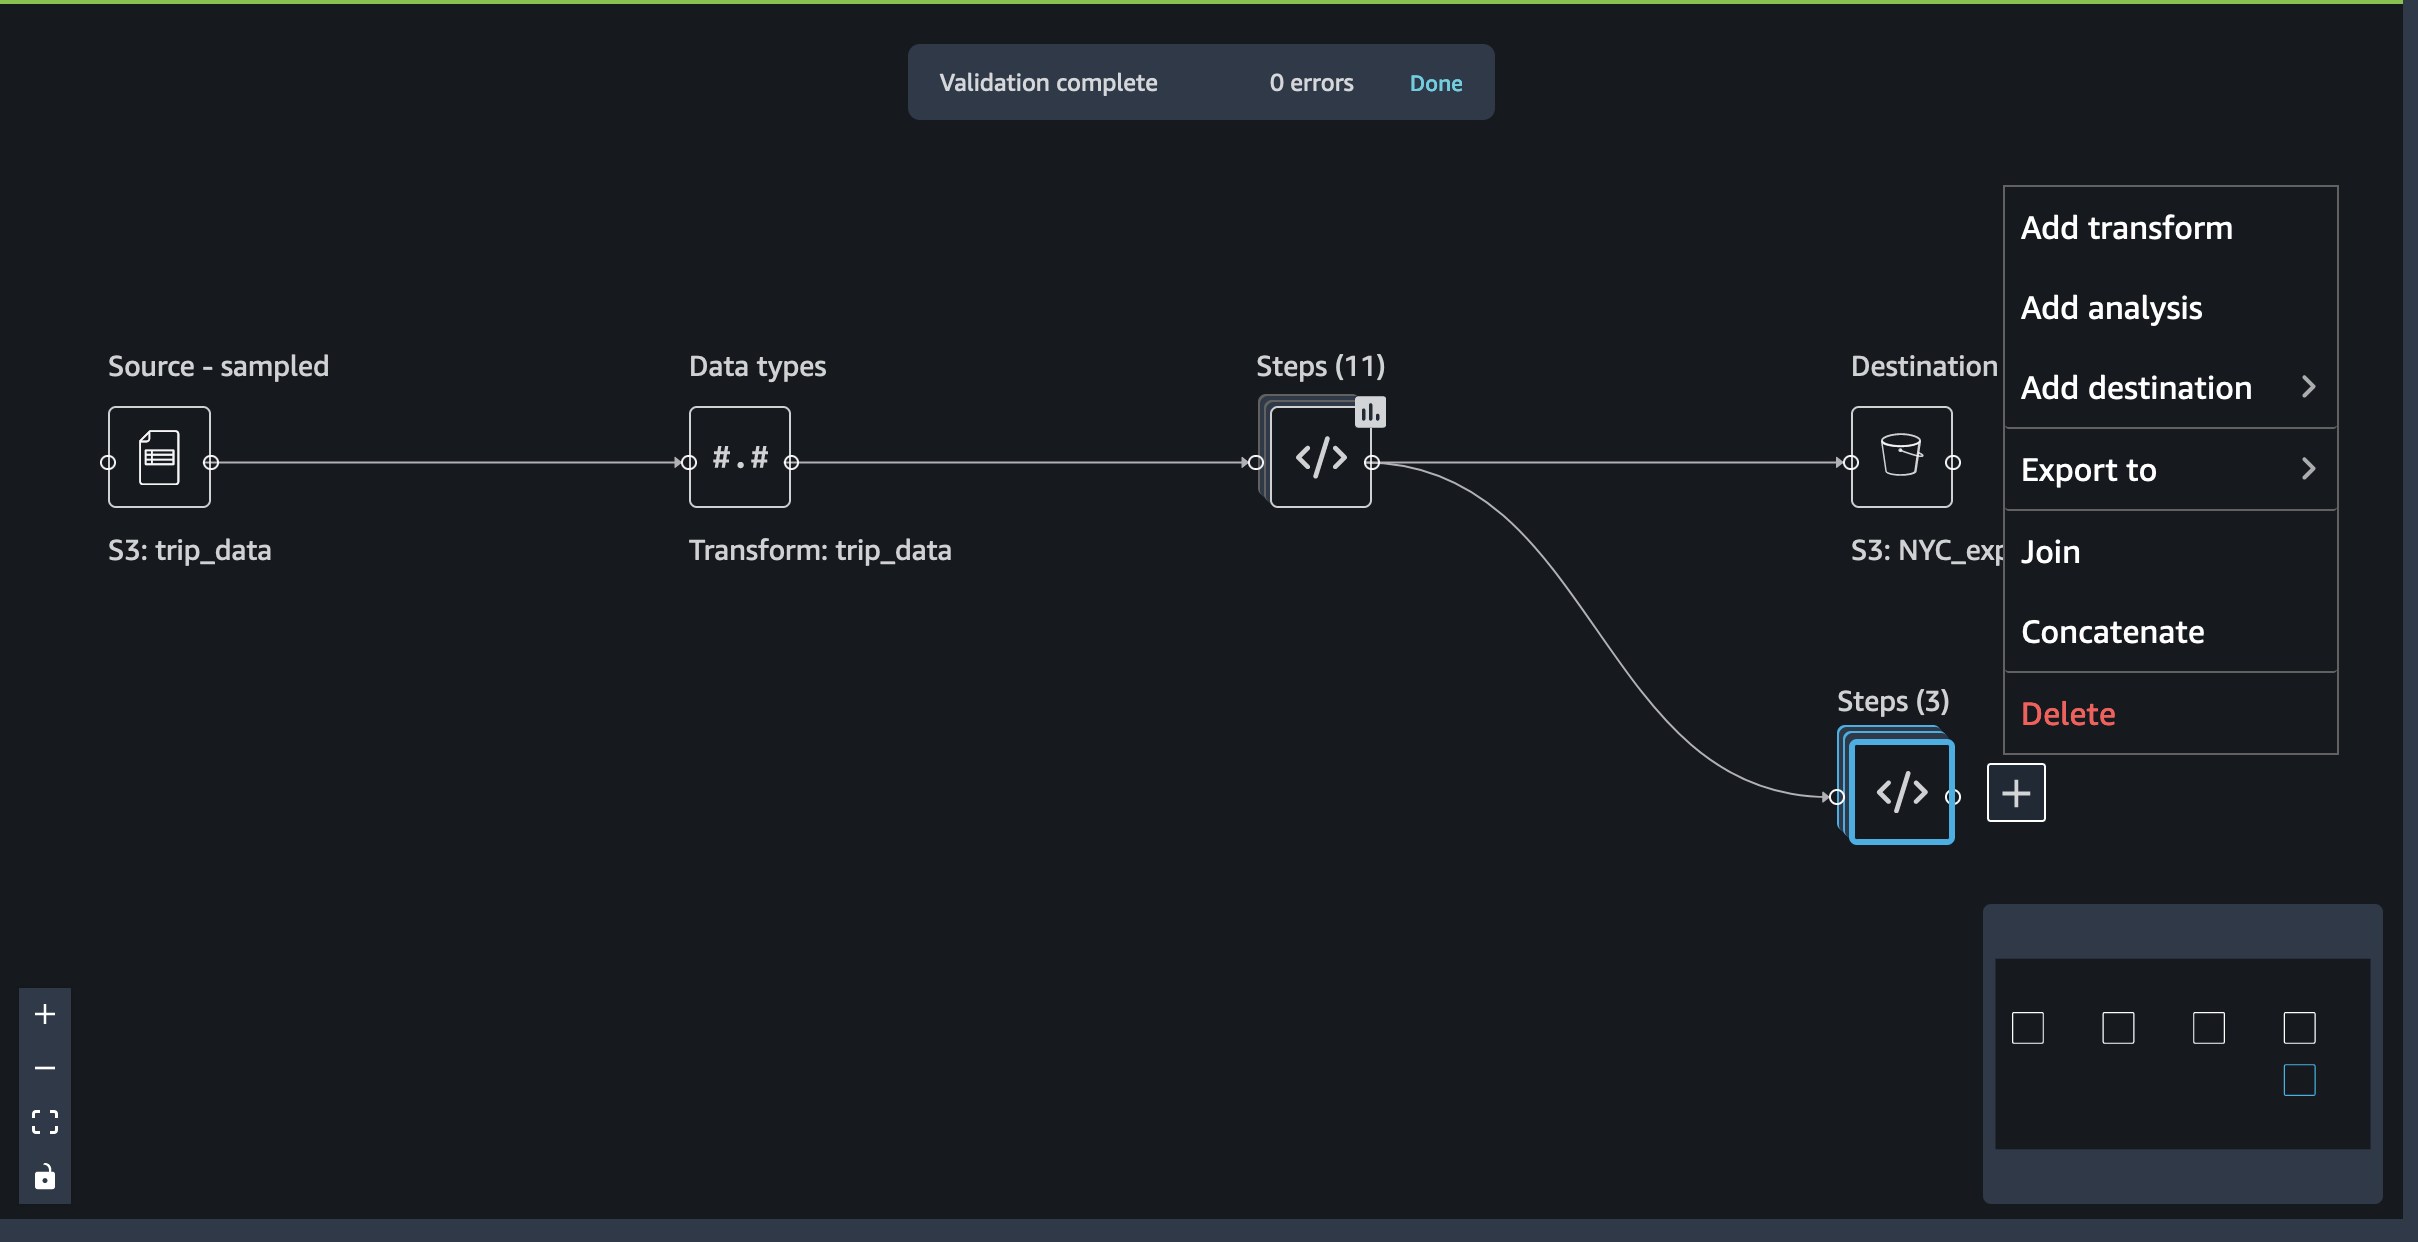 Validation complete 0 errors Done
Source - sampled
S3: trip_data
Data types
#.#
Transform: trip_data
Steps (11)
</>
Destination
S3: NYC_exp
Steps (3)
</>
Add transform
Add analysis
Add destination
Export to
Join
Concatenate
Delete